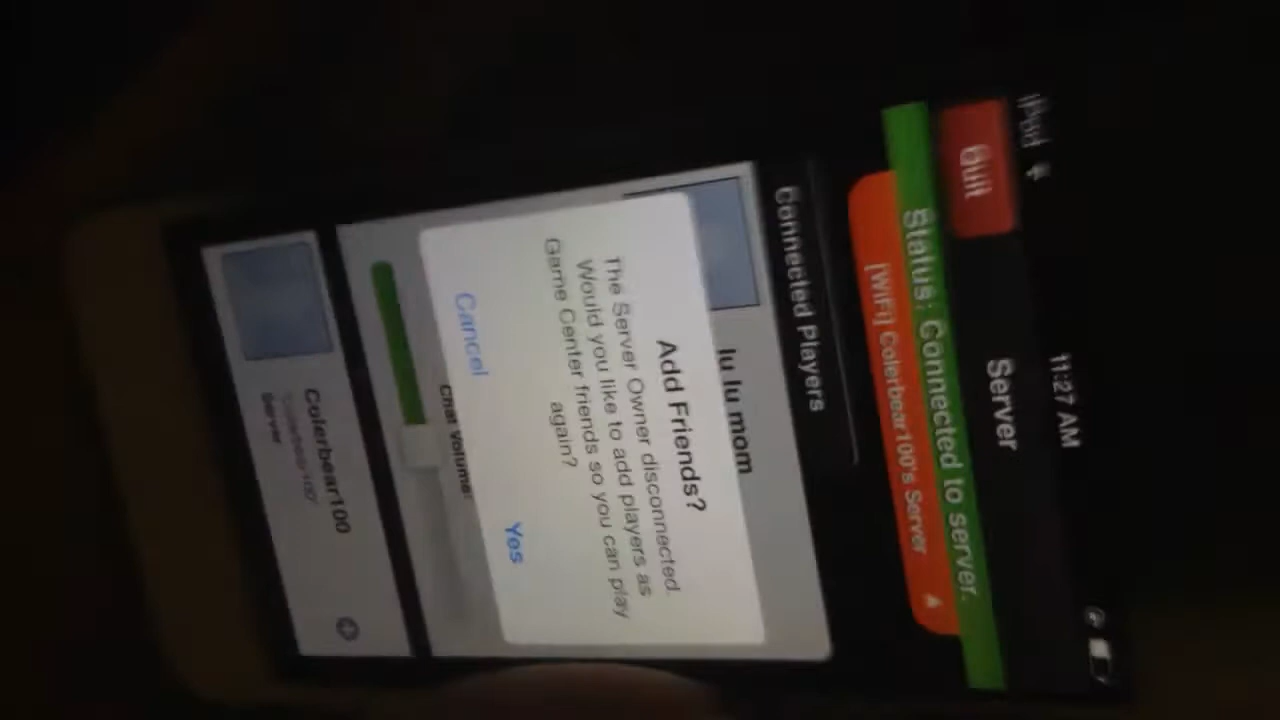 iPod 11:27 AM
Quit Server
Status: Connected to server.
[WiFi] Colerbear100's Server
Connected Players
lu lu mom
Add Friends?
The Server Owner disconnected.
Would you like to add players as
Game Center friends so you can play
again?
Cancel Yes
Chat Volume:
Colerbear100
Server